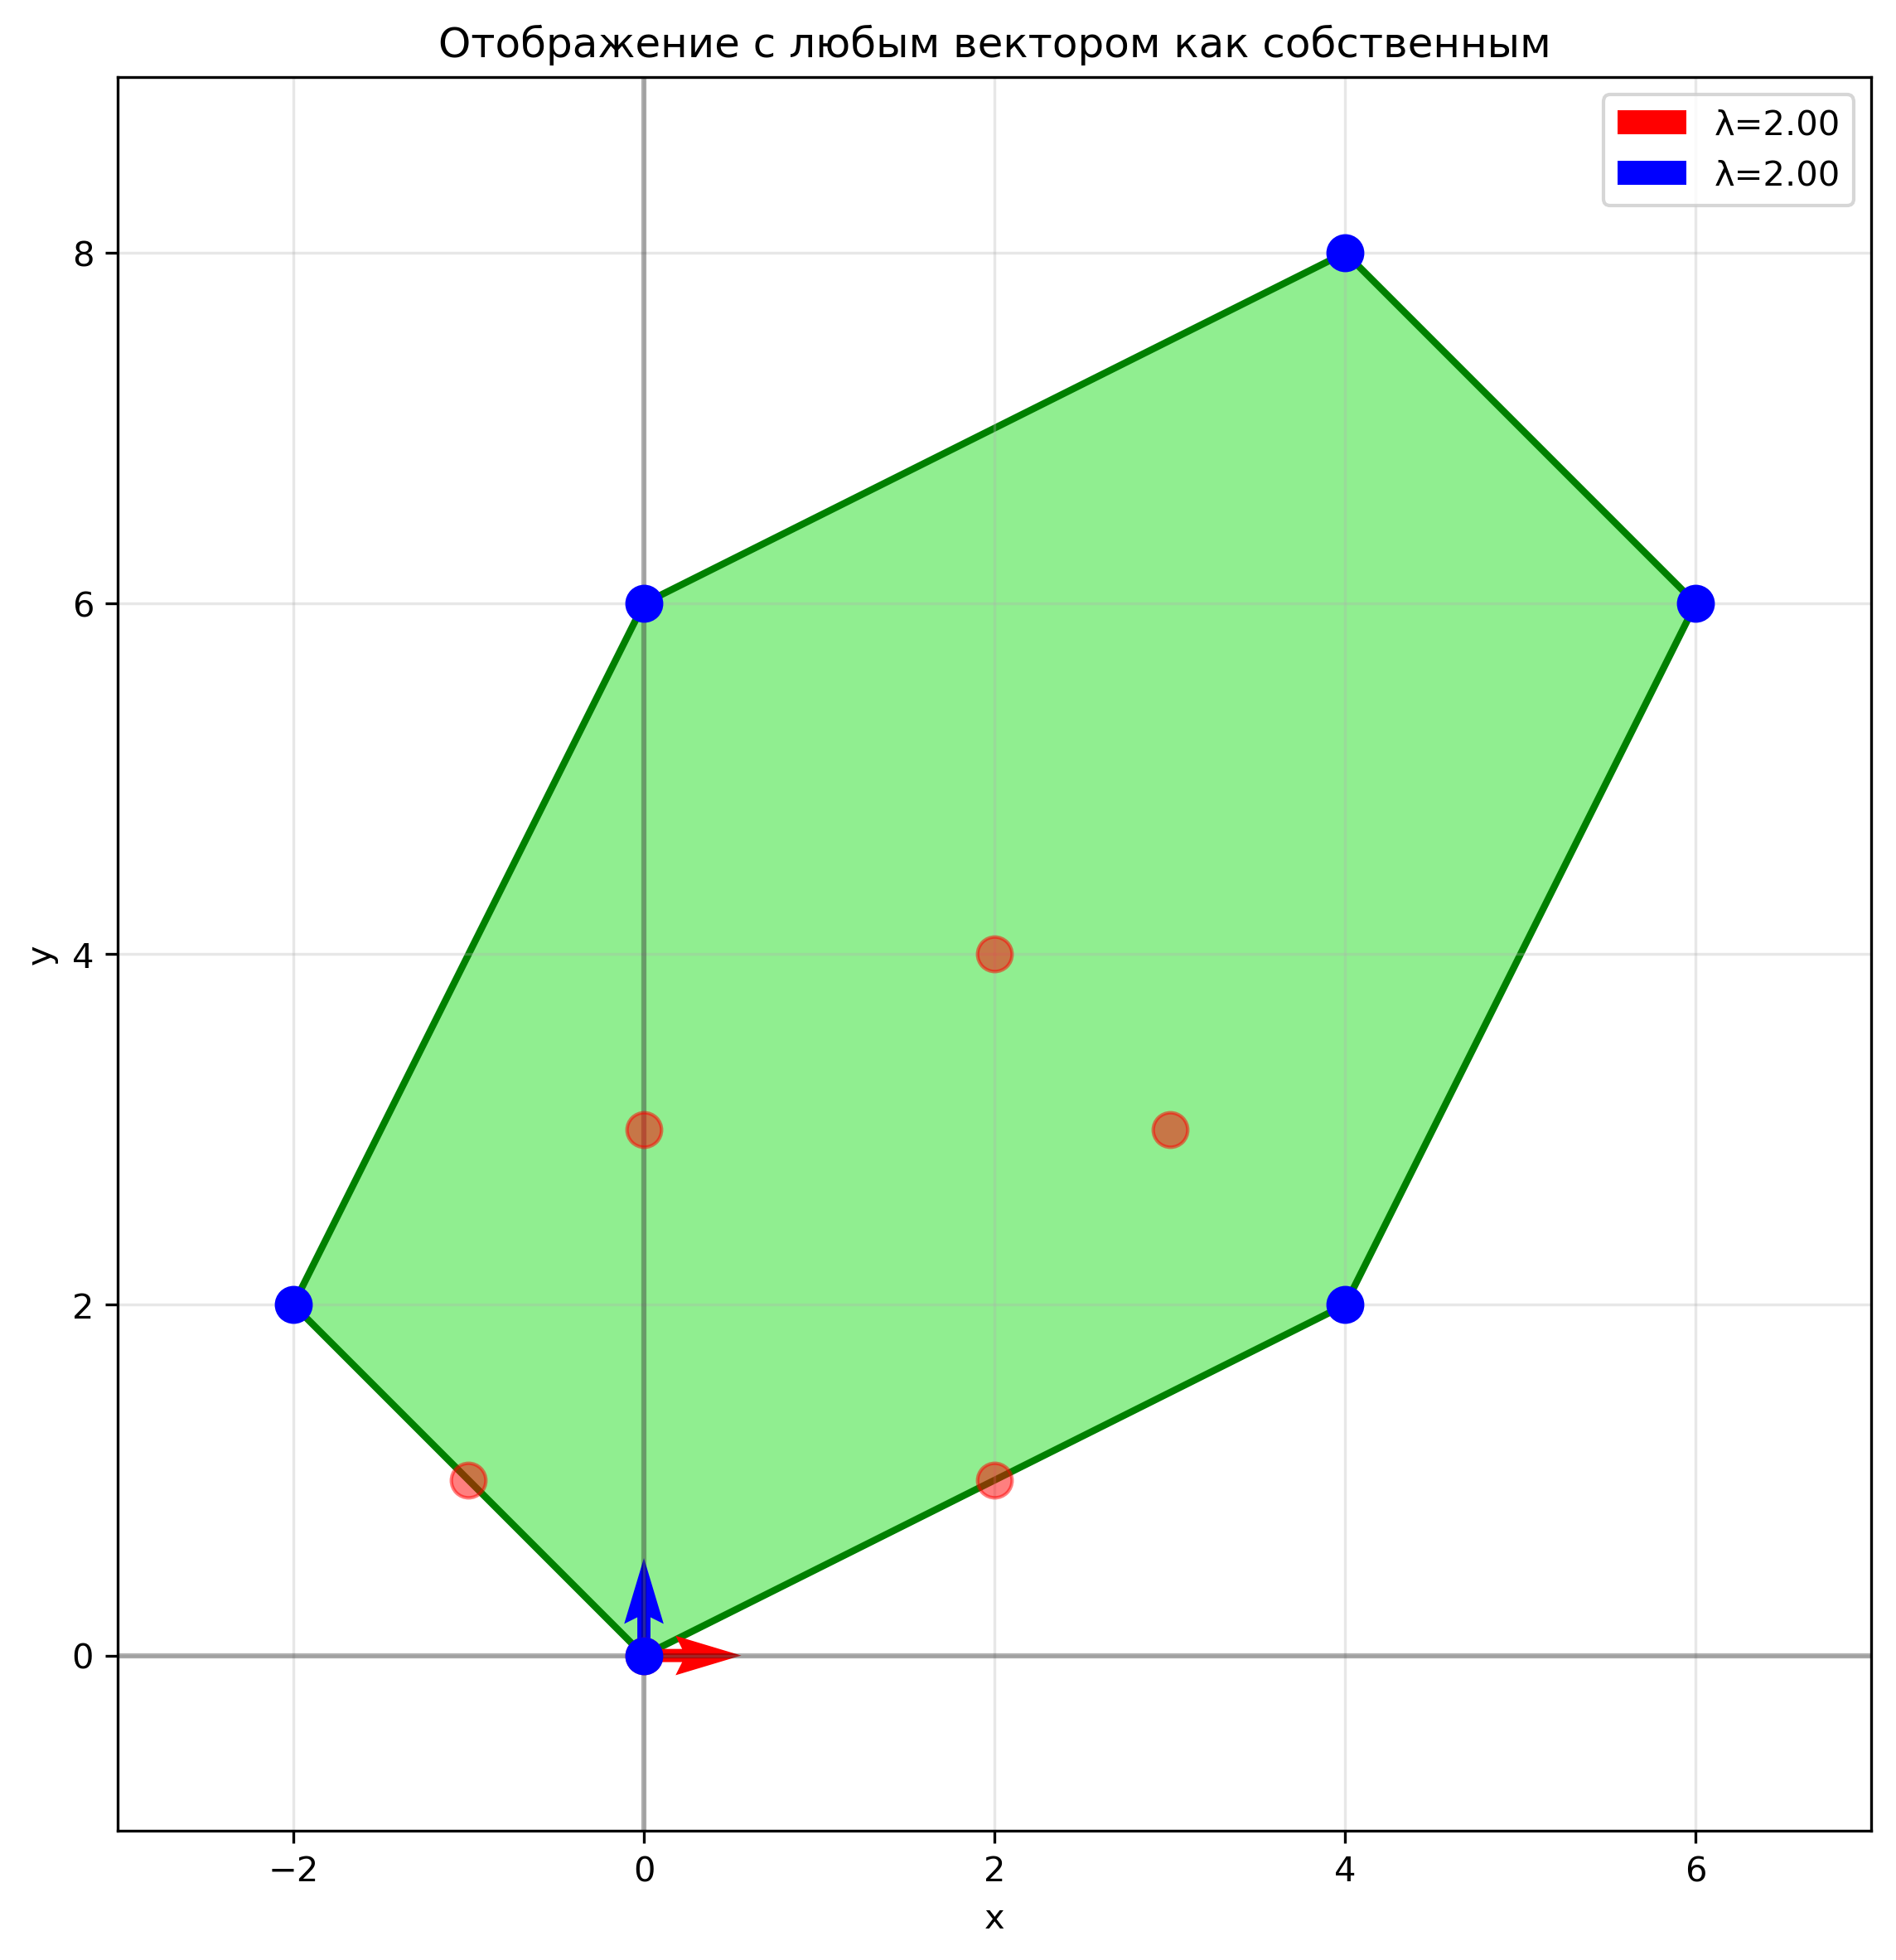 Отображение с любым вектором как собственным
λ=2.00
λ=2.00
8
6
4
2
0
y
−2 0 2 4 6
x